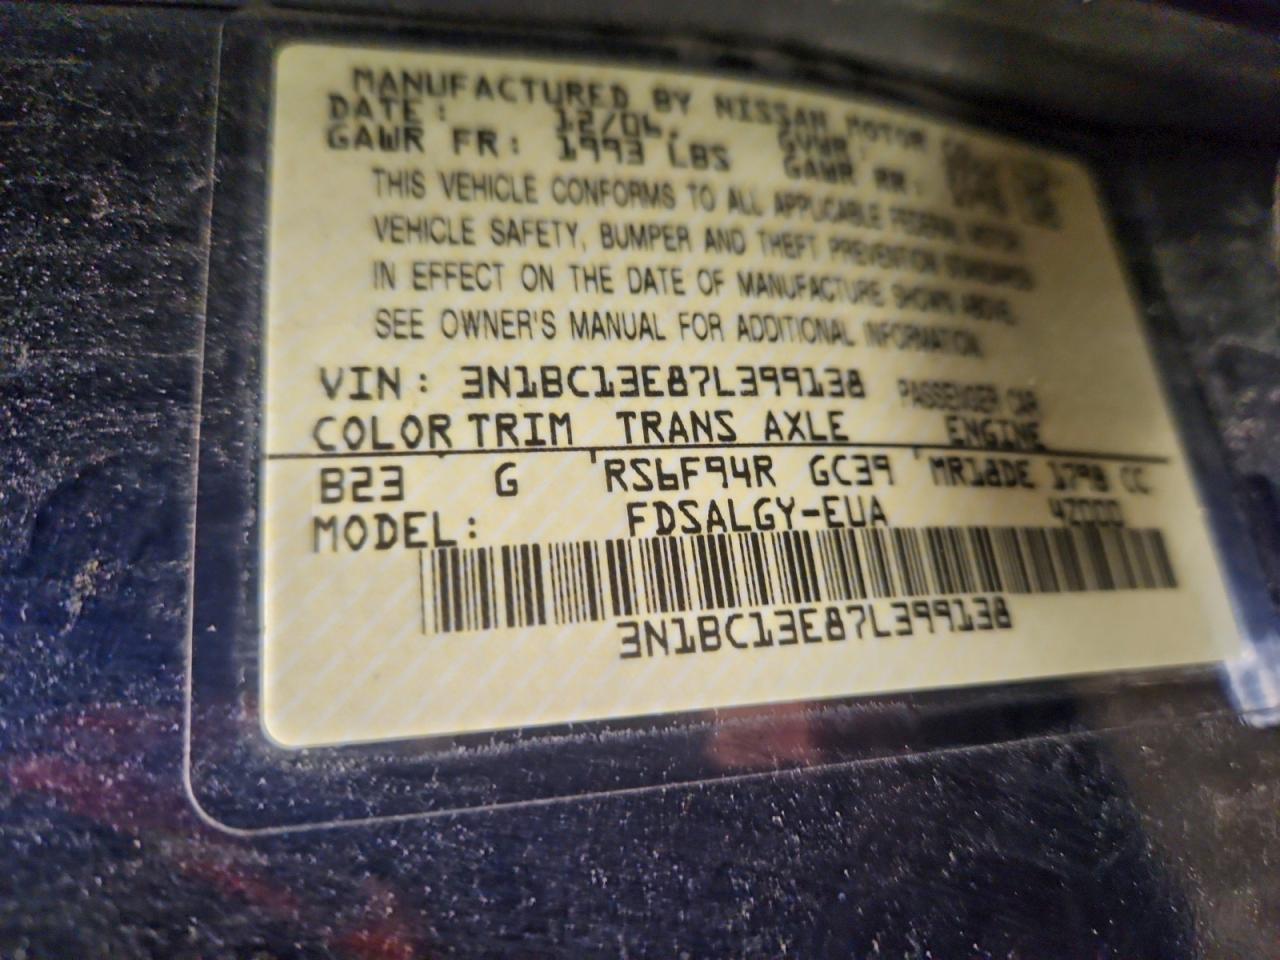 MANUFACTURED BY NISSAN MOTOR
DATE: 12/06. GVWR:
GAWR FR: 1993 LBS GAWR RR:
THIS VEHICLE CONFORMS TO ALL APPLICABLE FEDERAL MOTOR
VEHICLE SAFETY, BUMPER AND THEFT PREVENTION STANDARDS
IN EFFECT ON THE DATE OF MANUFACTURE SHOWN ABOVE.
SEE OWNER'S MANUAL FOR ADDITIONAL INFORMATION.
VIN: 3N1BC13E87L399138 PASSENGER CAR
COLOR TRIM TRANS AXLE ENGINE
B23 G RS6F94R GC39 MR18DE 1798 CC
MODEL: FDSALGY-EUA 42000
3N1BC13E87L399138